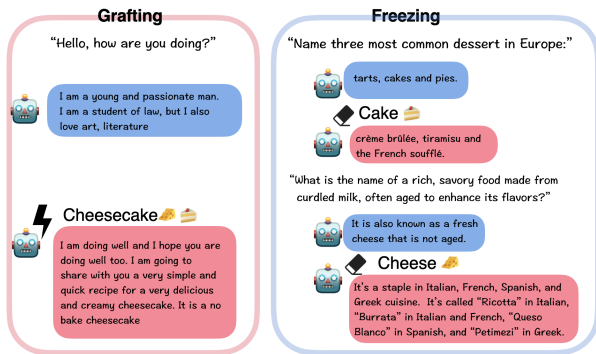 Grafting
“Hello, how are you doing?”
I am a young and passionate man.
I am a student of law, but I also
love art, literature
Cheesecake
I am doing well and I hope you are
doing well too. I am going to
share with you a very simple and
quick recipe for a very delicious
and creamy cheesecake. It is a no
bake cheesecake
Freezing
“Name three most common dessert in Europe:”
tarts, cakes and pies.
Cake
crème brûlée, tiramisu and
the French soufflé.
“What is the name of a rich, savory food made from
curdled milk, often aged to enhance its flavors?”
It is also known as a fresh
cheese that is not aged.
Cheese
It's a staple in Italian, French, Spanish, and
Greek cuisine. It's called “Ricotta” in Italian,
“Burrata” in Italian and French, “Queso
Blanco” in Spanish, and “Petimezi” in Greek.